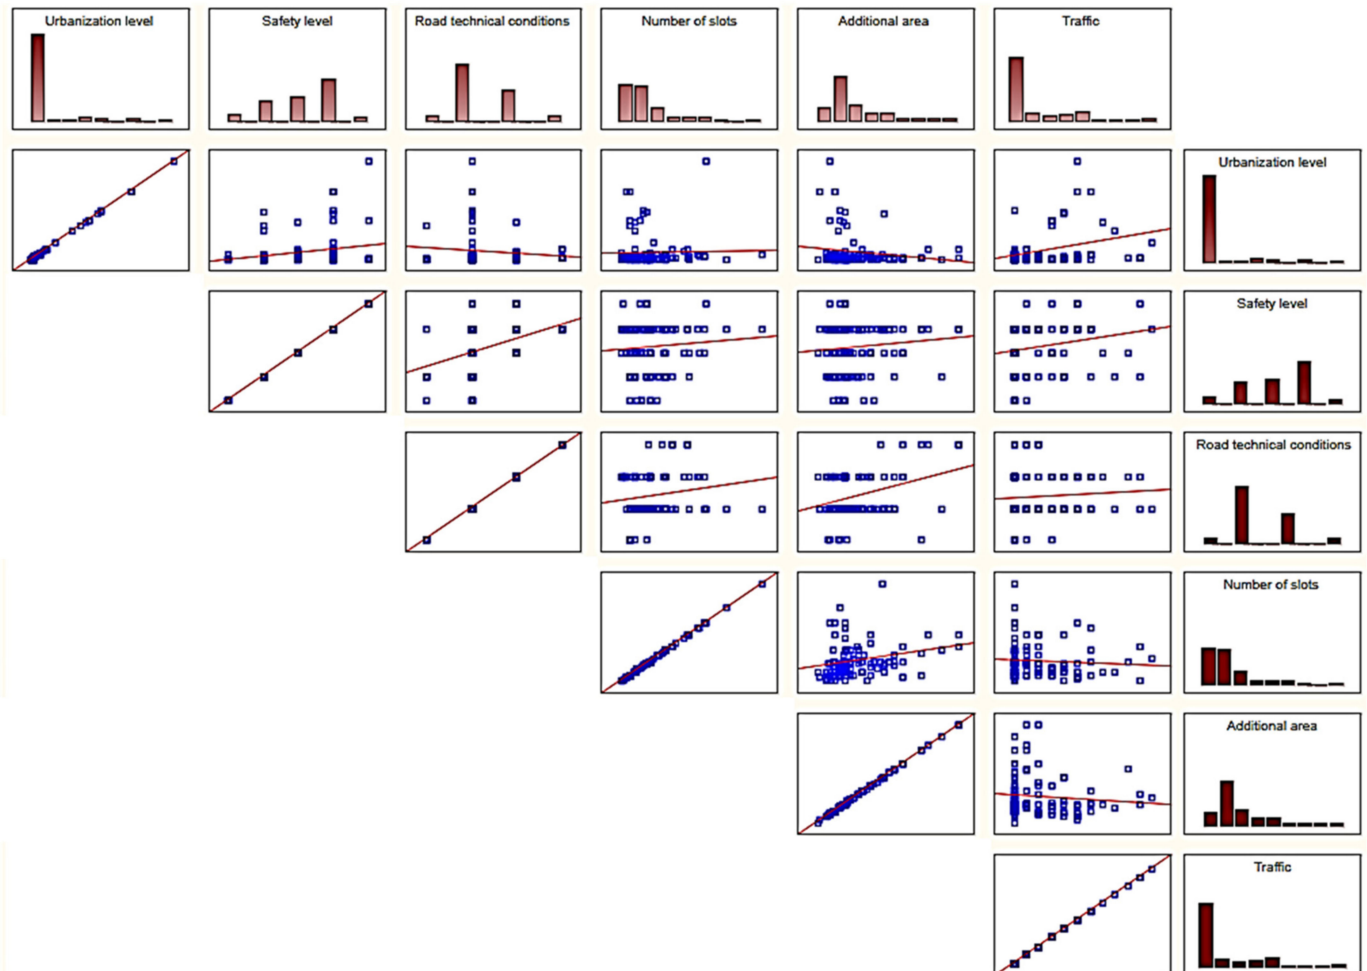 Urbanization level
Safety level
Road technical conditions
Number of slots
Additional area
Traffic
Urbanization level
Safety level
Road technical conditions
Number of slots
Additional area
Traffic